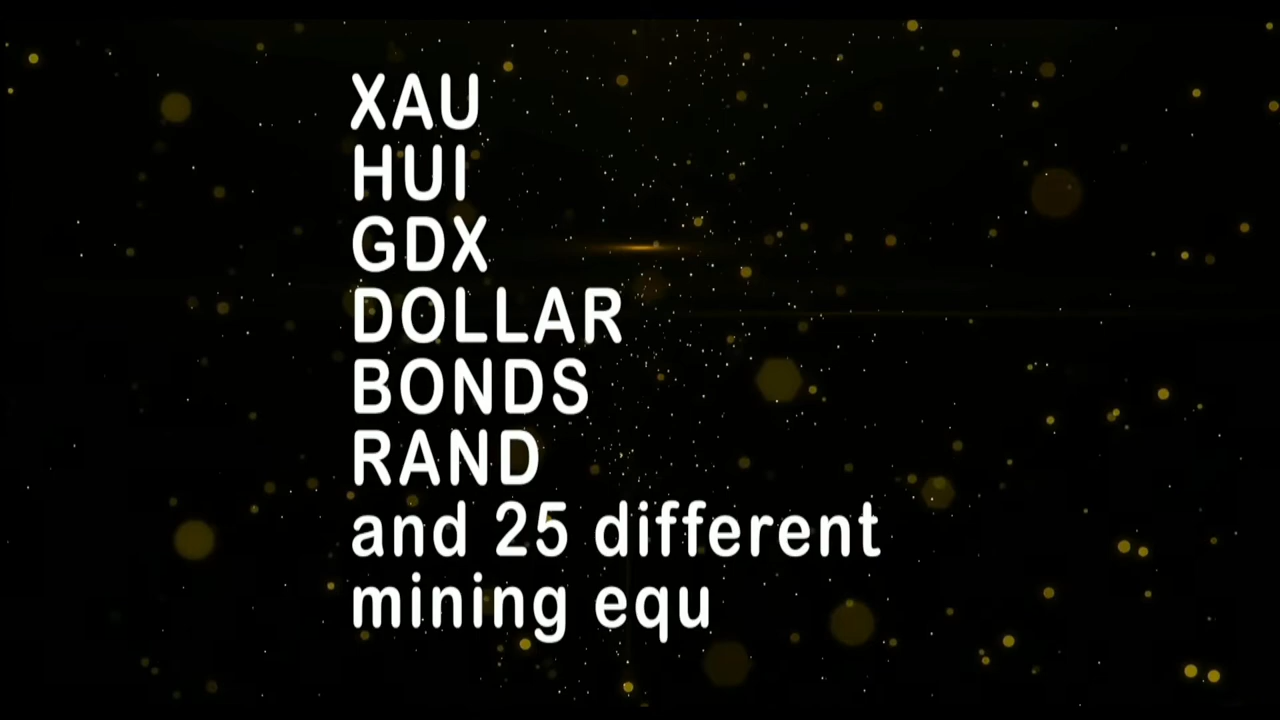 XAU
HUI
GDX
DOLLAR
BONDS
RAND
and 25 different
mining equ